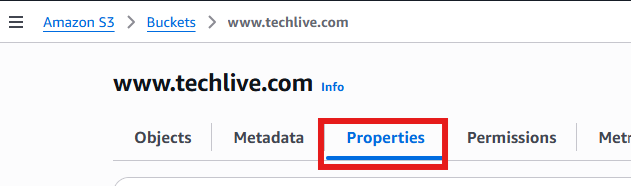 Amazon S3 > Buckets > www.techlive.com
www.techlive.com Info
Objects Metadata Properties Permissions